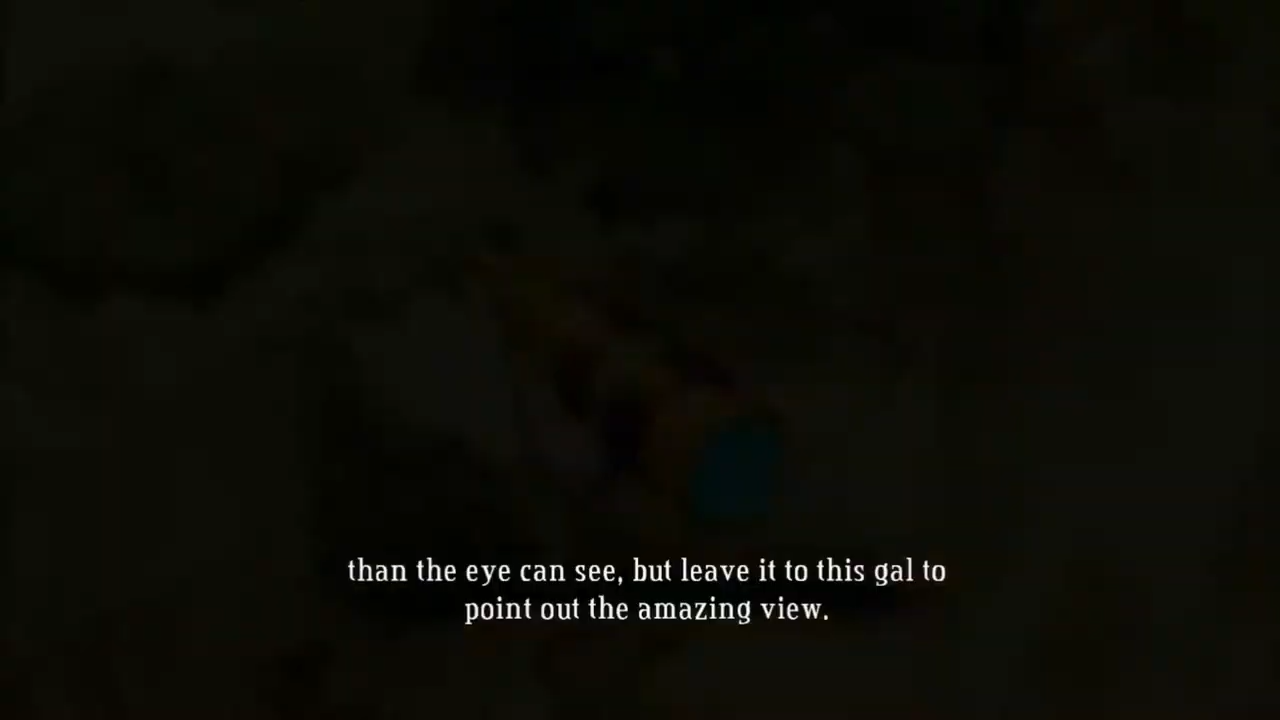 than the eye can see, but leave it to this gal to
point out the amazing view.